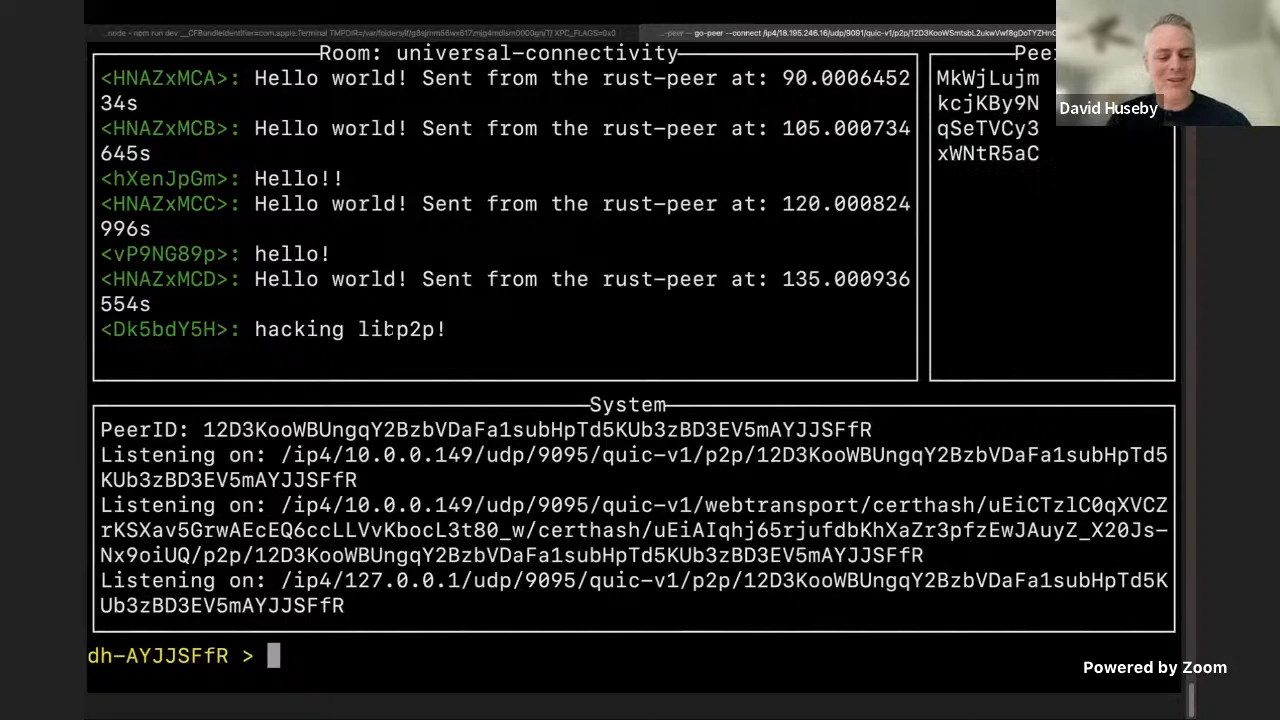 Room: universal-connectivity
<HNAZxMCA>: Hello world! Sent from the rust-peer at: 90.0006452
34s
<HNAZxMCB>: Hello world! Sent from the rust-peer at: 105.000734
645s
<hXenJpGm>: Hello!!
<HNAZxMCC>: Hello world! Sent from the rust-peer at: 120.000824
996s
<vP9NG89p>: hello!
<HNAZxMCD>: Hello world! Sent from the rust-peer at: 135.000936
554s
<Dk5bdY5H>: hacking libp2p!
Pee
MkWjLujm
kcjKBy9N
qSeTVCy3
xWNtR5aC
David Huseby
System
PeerID: 12D3KooWBUngqY2BzbVDaFa1subHpTd5KUb3zBD3EV5mAYJJSFfR
Listening on: /ip4/10.0.0.149/udp/9095/quic-v1/p2p/12D3KooWBUngqY2BzbVDaFa1subHpTd5
KUb3zBD3EV5mAYJJSFfR
Listening on: /ip4/10.0.0.149/udp/9095/quic-v1/webtransport/certhash/uEiCTzlC0qXVCZ
rKSXav5GrwAEcEQ6ccLLVvKbocL3t80_w/certhash/uEiAIqhj65rjufdbKhXaZr3pfzEwJAuyZ_X20Js-
Nx9oiUQ/p2p/12D3KooWBUngqY2BzbVDaFa1subHpTd5KUb3zBD3EV5mAYJJSFfR
Listening on: /ip4/127.0.0.1/udp/9095/quic-v1/p2p/12D3KooWBUngqY2BzbVDaFa1subHpTd5K
Ub3zBD3EV5mAYJJSFfR
dh-AYJJSFfR >
Powered by Zoom